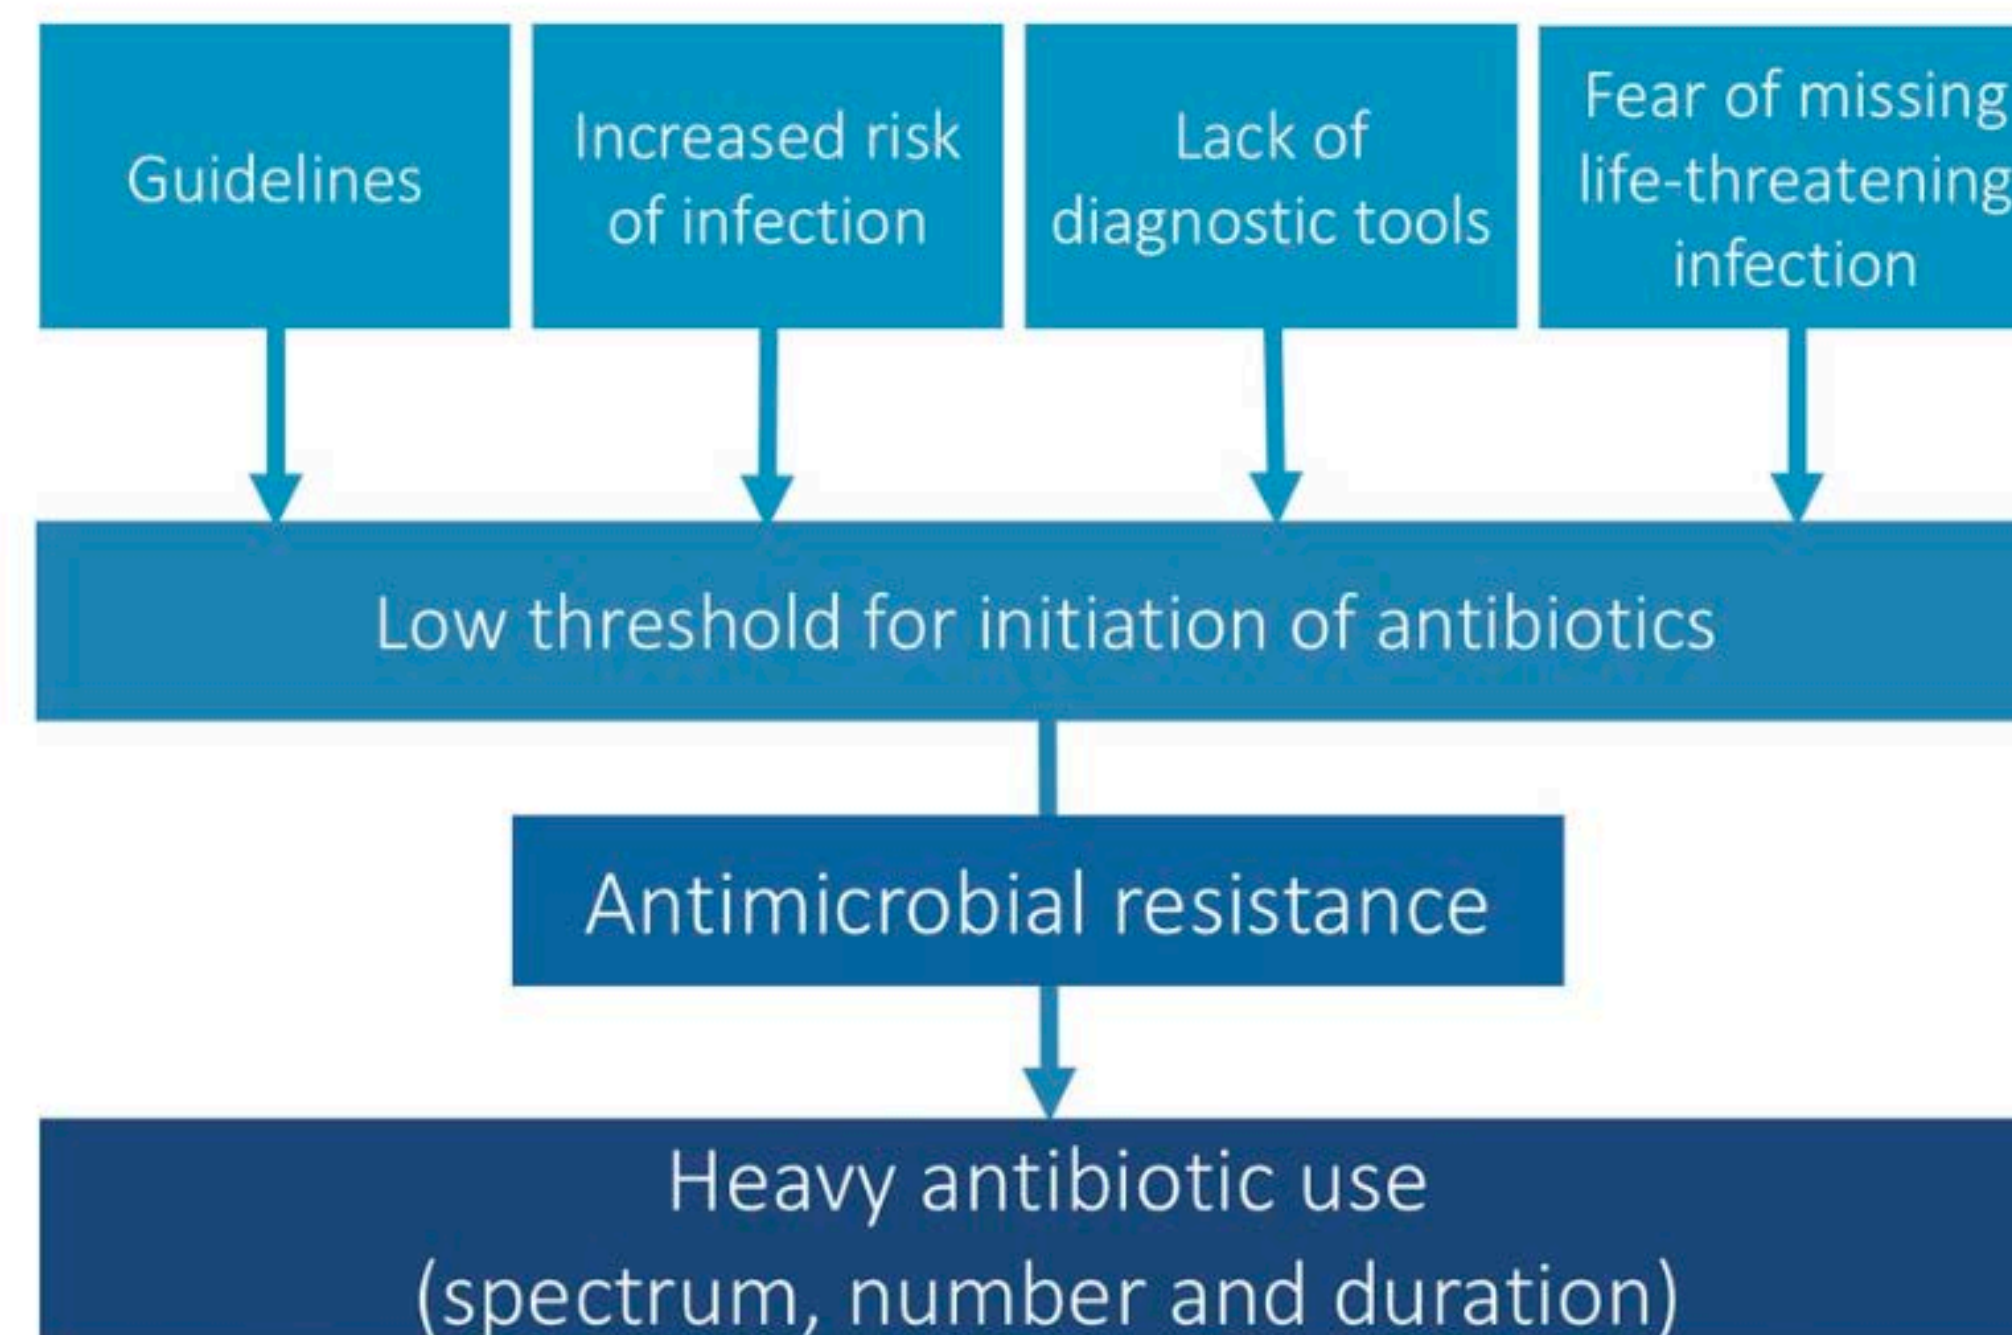 Guidelines
Increased risk
of infection
Lack of
diagnostic tools
Fear of missing
life-threatening
infection
Low threshold for initiation of antibiotics
Antimicrobial resistance
Heavy antibiotic use
(spectrum, number and duration)